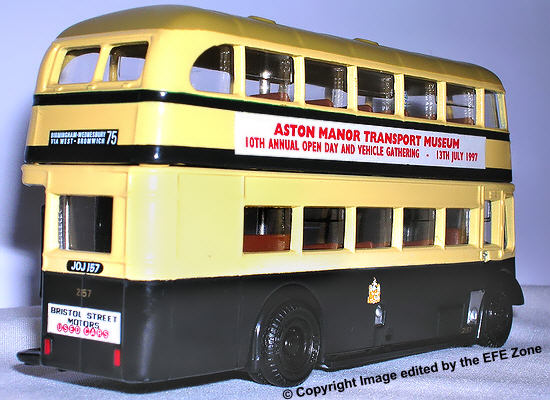 ASTON MANOR TRANSPORT MUSEUM
10TH ANNUAL OPEN DAY AND VEHICLE GATHERING - 13TH JULY 1997
BIRMINGHAM-WEDNESBURY
VIA WEST-BROMWICH
75
JOJ 157
2157
BRISTOL STREET
MOTORS
USED CARS
2157
© Copyright Image edited by the EFE Zone